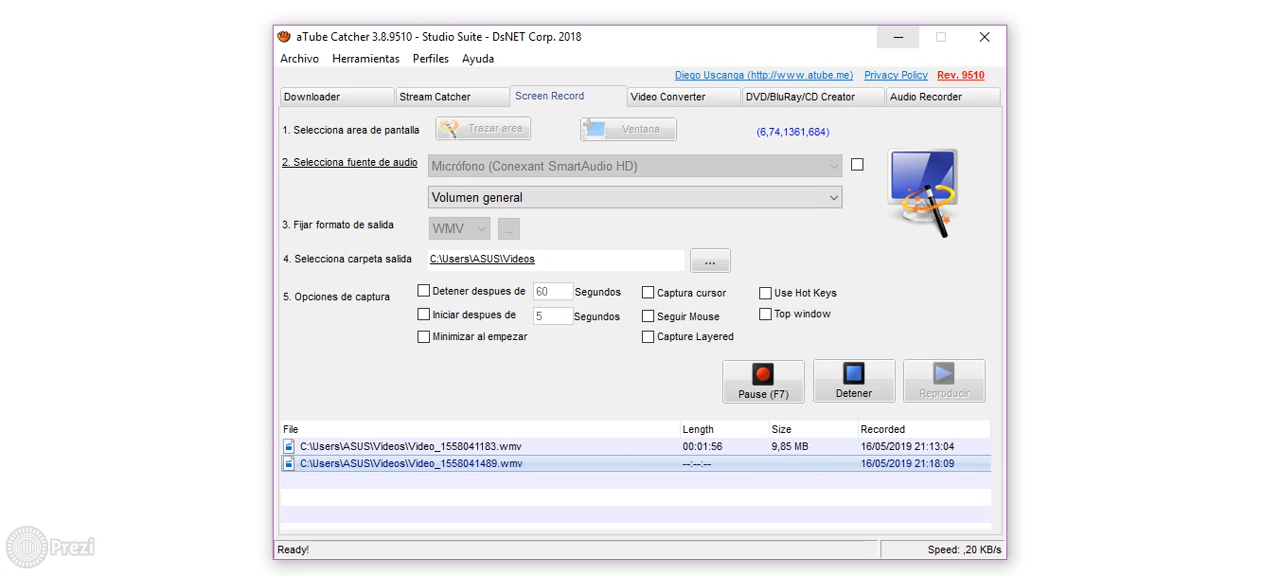 aTube Catcher 3.8.9510 - Studio Suite - DsNET Corp. 2018
Archivo Herramientas Perfiles Ayuda
Diego Uscanga (http://www.atube.me) Privacy Policy Rev. 9510
Downloader Stream Catcher Screen Record Video Converter DVD/BluRay/CD Creator Audio Recorder
1. Selecciona area de pantalla Trazar area Ventana (6,74,1361,684)
2. Selecciona fuente de audio Micrófono (Conexant SmartAudio HD)
Volumen general
3. Fijar formato de salida WMV ...
4. Selecciona carpeta salida C:\Users\ASUS\Videos ...
5. Opciones de captura Detener despues de 60 Segundos Captura cursor Use Hot Keys
Iniciar despues de 5 Segundos Seguir Mouse Top window
Minimizar al empezar Capture Layered
Pause (F7) Detener Reproducir
File Length Size Recorded
C:\Users\ASUS\Videos\Video_1558041183.wmv 00:01:56 9,85 MB 16/05/2019 21:13:04
C:\Users\ASUS\Videos\Video_1558041489.wmv --:--:-- 16/05/2019 21:18:09
Prezi
Ready! Speed: ,20 KB/s